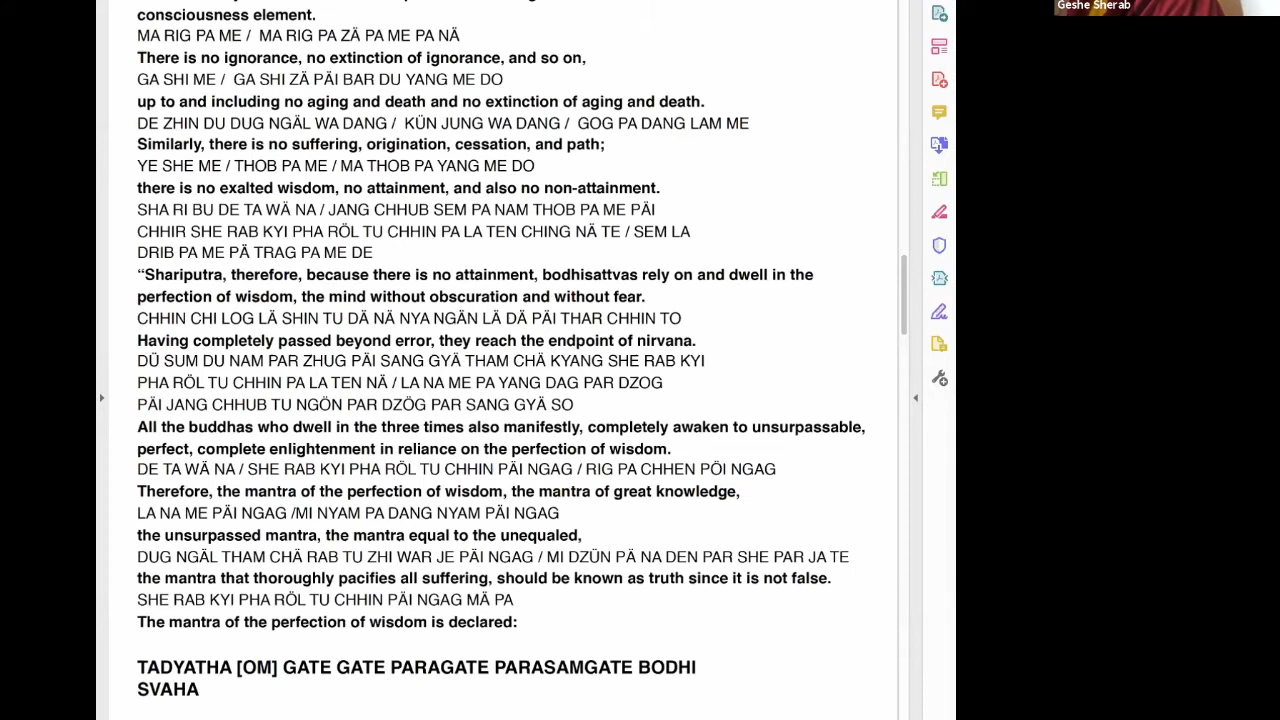 Geshe Sherab
consciousness element.
MA RIG PA ME / MA RIG PA ZÄ PA ME PA NÄ
There is no ignorance, no extinction of ignorance, and so on,
GA SHI ME / GA SHI ZÄ PÄI BAR DU YANG ME DO
up to and including no aging and death and no extinction of aging and death.
DE ZHIN DU DUG NGÄL WA DANG / KÜN JUNG WA DANG / GOG PA DANG LAM ME
Similarly, there is no suffering, origination, cessation, and path;
YE SHE ME / THOB PA ME / MA THOB PA YANG ME DO
there is no exalted wisdom, no attainment, and also no non-attainment.
SHA RI BU DE TA WÄ NA / JANG CHHUB SEM PA NAM THOB PA ME PÄI
CHHIR SHE RAB KYI PHA RÖL TU CHHIN PA LA TEN CHING NÄ TE / SEM LA
DRIB PA ME PÄ TRAG PA ME DE
“Shariputra, therefore, because there is no attainment, bodhisattvas rely on and dwell in the
perfection of wisdom, the mind without obscuration and without fear.
CHHIN CHI LOG LÄ SHIN TU DÄ NÄ NYA NGÄN LÄ DÄ PÄI THAR CHHIN TO
Having completely passed beyond error, they reach the endpoint of nirvana.
DÜ SUM DU NAM PAR ZHUG PÄI SANG GYÄ THAM CHÄ KYANG SHE RAB KYI
PHA RÖL TU CHHIN PA LA TEN NÄ / LA NA ME PA YANG DAG PAR DZOG
PÄI JANG CHHUB TU NGÖN PAR DZÖG PAR SANG GYÄ SO
All the buddhas who dwell in the three times also manifestly, completely awaken to unsurpassable,
perfect, complete enlightenment in reliance on the perfection of wisdom.
DE TA WÄ NA / SHE RAB KYI PHA RÖL TU CHHIN PÄI NGAG / RIG PA CHHEN PÖI NGAG
Therefore, the mantra of the perfection of wisdom, the mantra of great knowledge,
LA NA ME PÄI NGAG /MI NYAM PA DANG NYAM PÄI NGAG
the unsurpassed mantra, the mantra equal to the unequaled,
DUG NGÄL THAM CHÄ RAB TU ZHI WAR JE PÄI NGAG / MI DZÜN PÄ NA DEN PAR SHE PAR JA TE
the mantra that thoroughly pacifies all suffering, should be known as truth since it is not false.
SHE RAB KYI PHA RÖL TU CHHIN PÄI NGAG MÄ PA
The mantra of the perfection of wisdom is declared:
TADYATHA [OM] GATE GATE PARAGATE PARASAMGATE BODHI
SVAHA